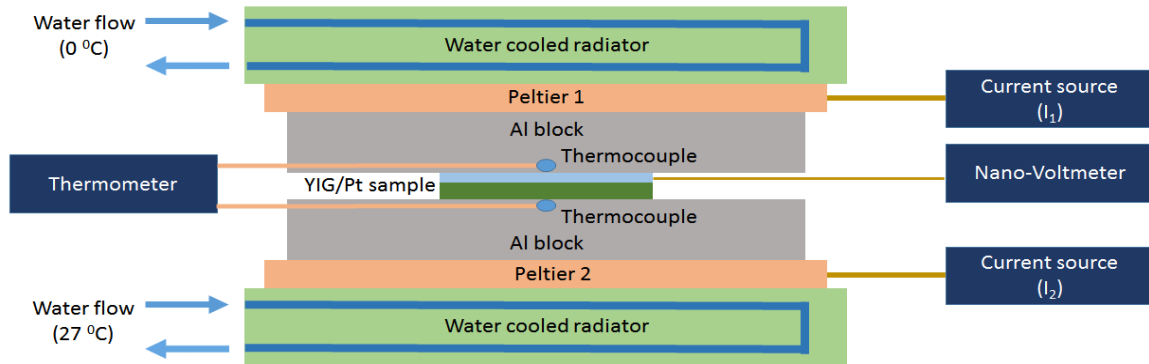 Water flow
(0 ⁰C)
Water cooled radiator
Peltier 1
Current source
(I₁)
Al block
Thermocouple
Thermometer
YIG/Pt sample
Nano-Voltmeter
Thermocouple
Al block
Peltier 2
Current source
(I₂)
Water flow
(27 ⁰C)
Water cooled radiator